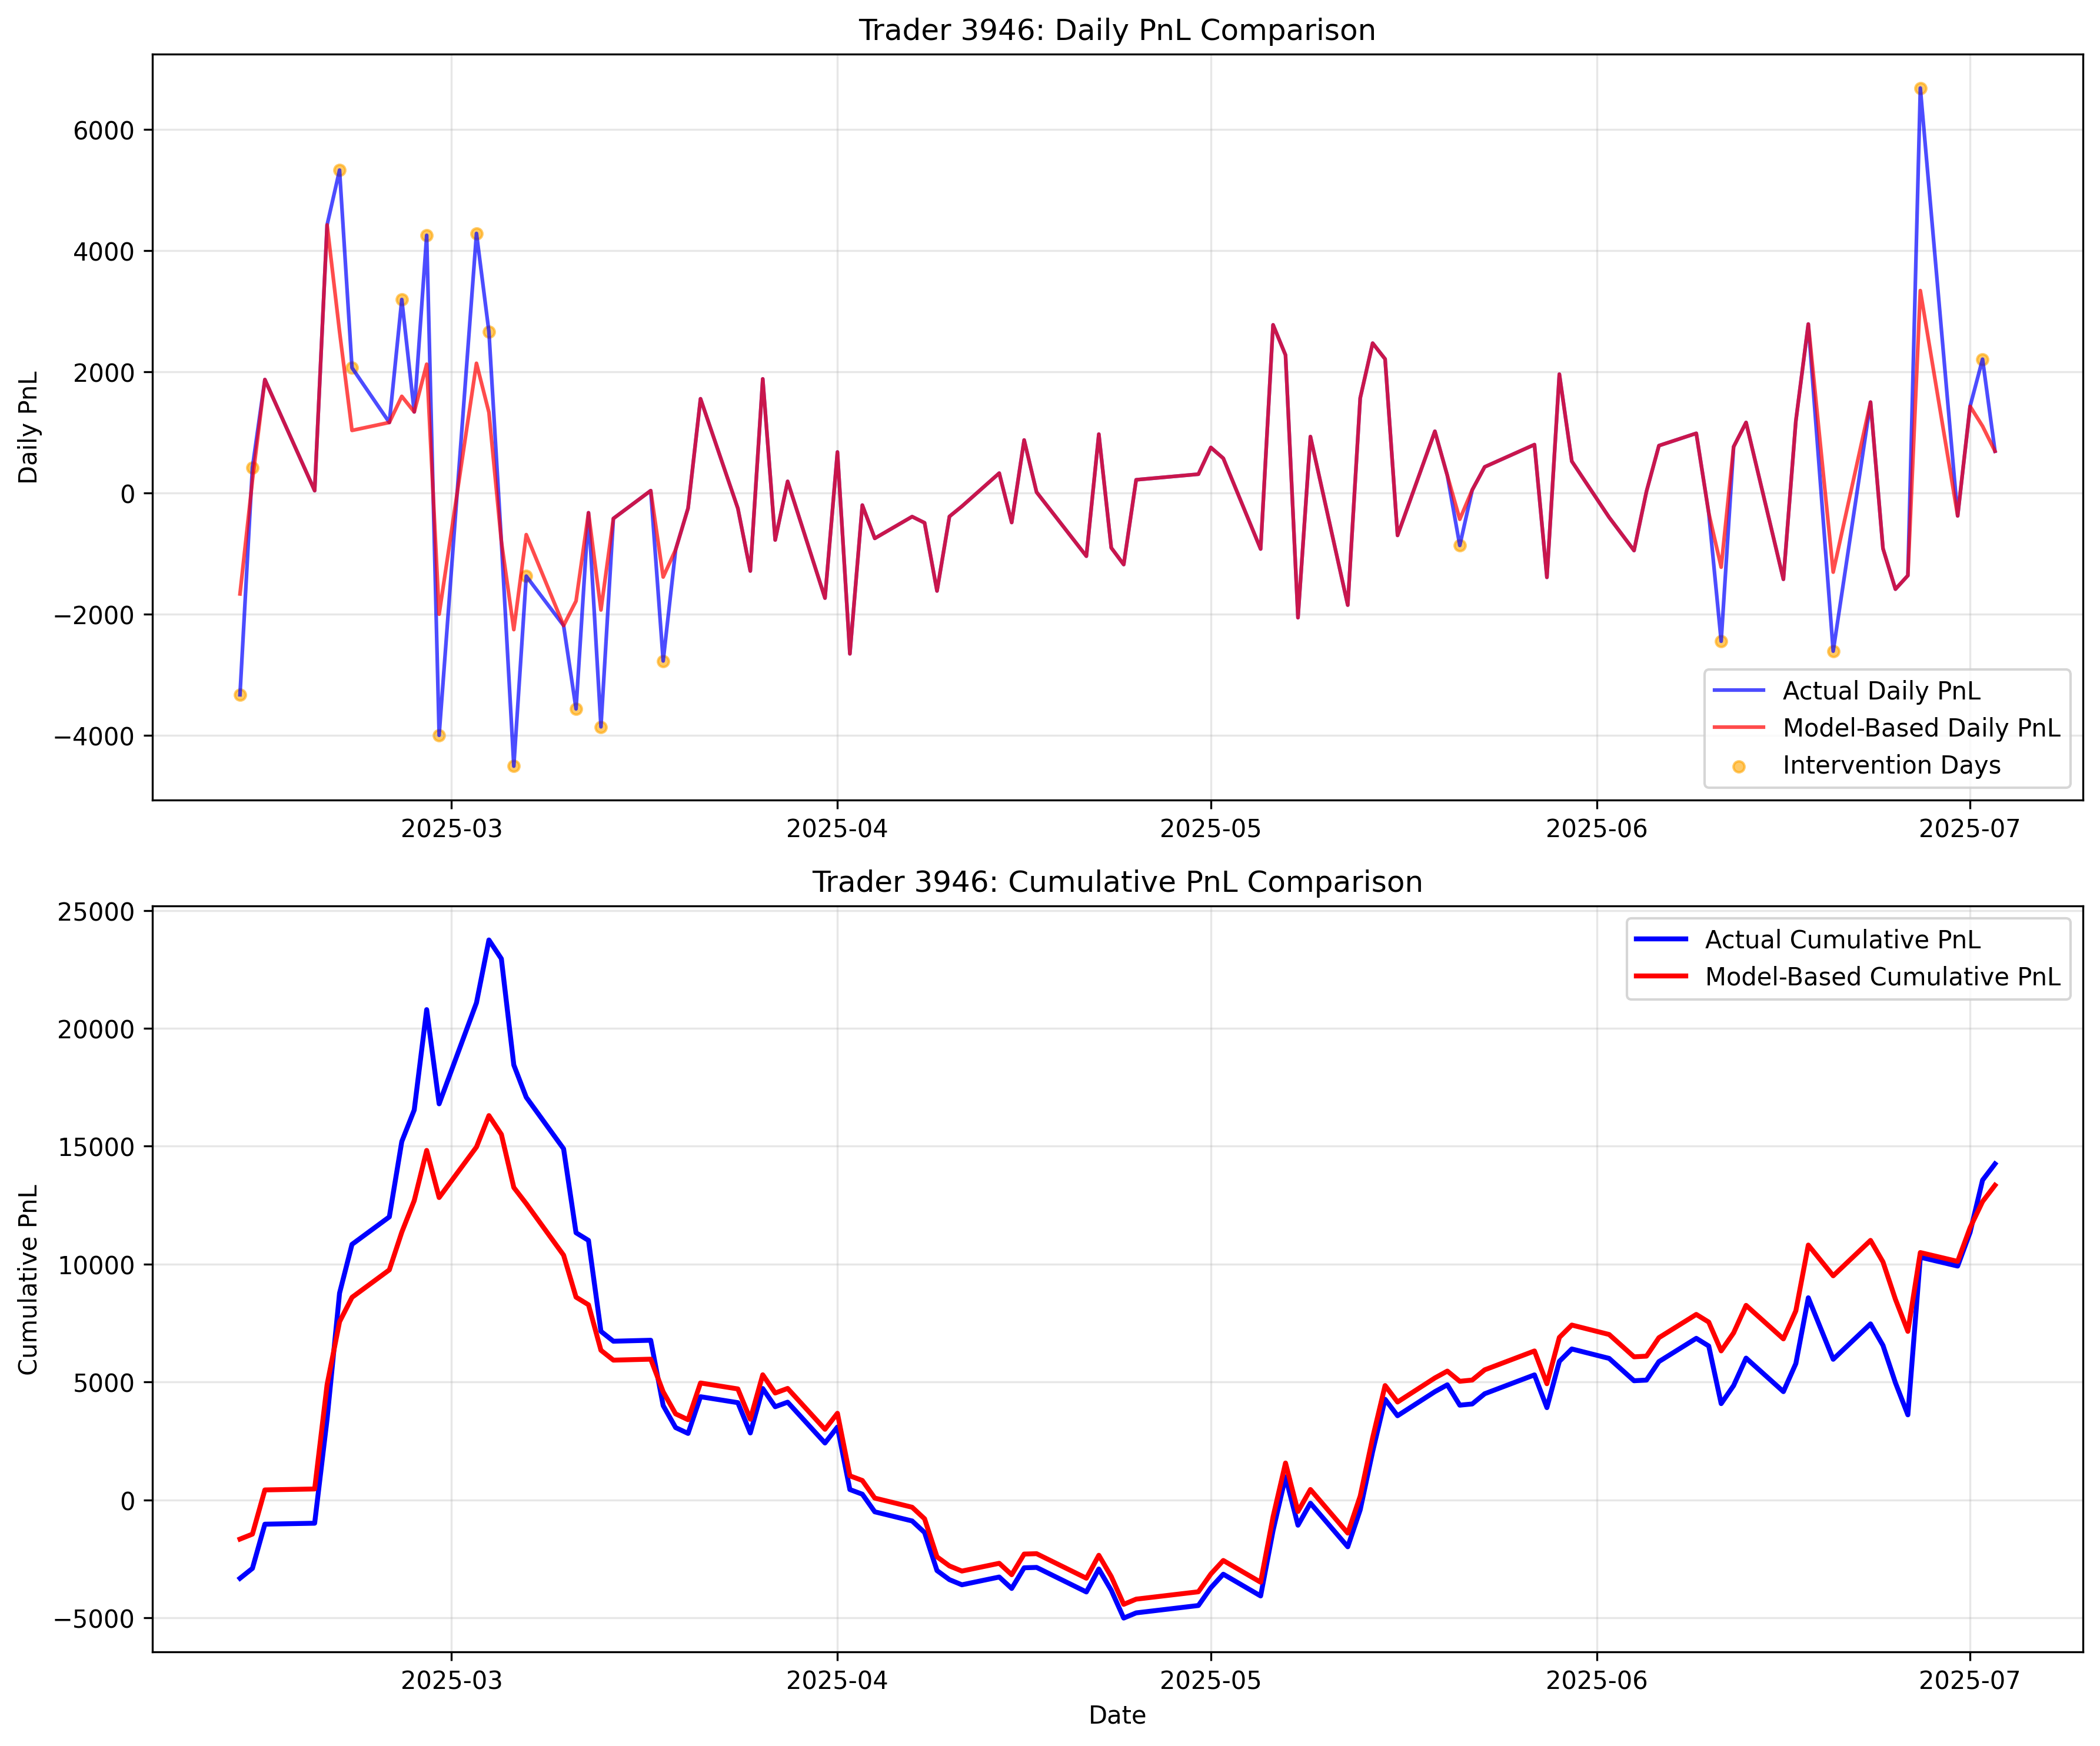 Trader 3946: Daily PnL Comparison
Daily PnL
6000
4000
2000
0
−2000
−4000
2025-03
2025-04
2025-05
2025-06
2025-07
Actual Daily PnL
Model-Based Daily PnL
Intervention Days
Trader 3946: Cumulative PnL Comparison
Cumulative PnL
25000
20000
15000
10000
5000
0
−5000
2025-03
2025-04
2025-05
2025-06
2025-07
Date
Actual Cumulative PnL
Model-Based Cumulative PnL